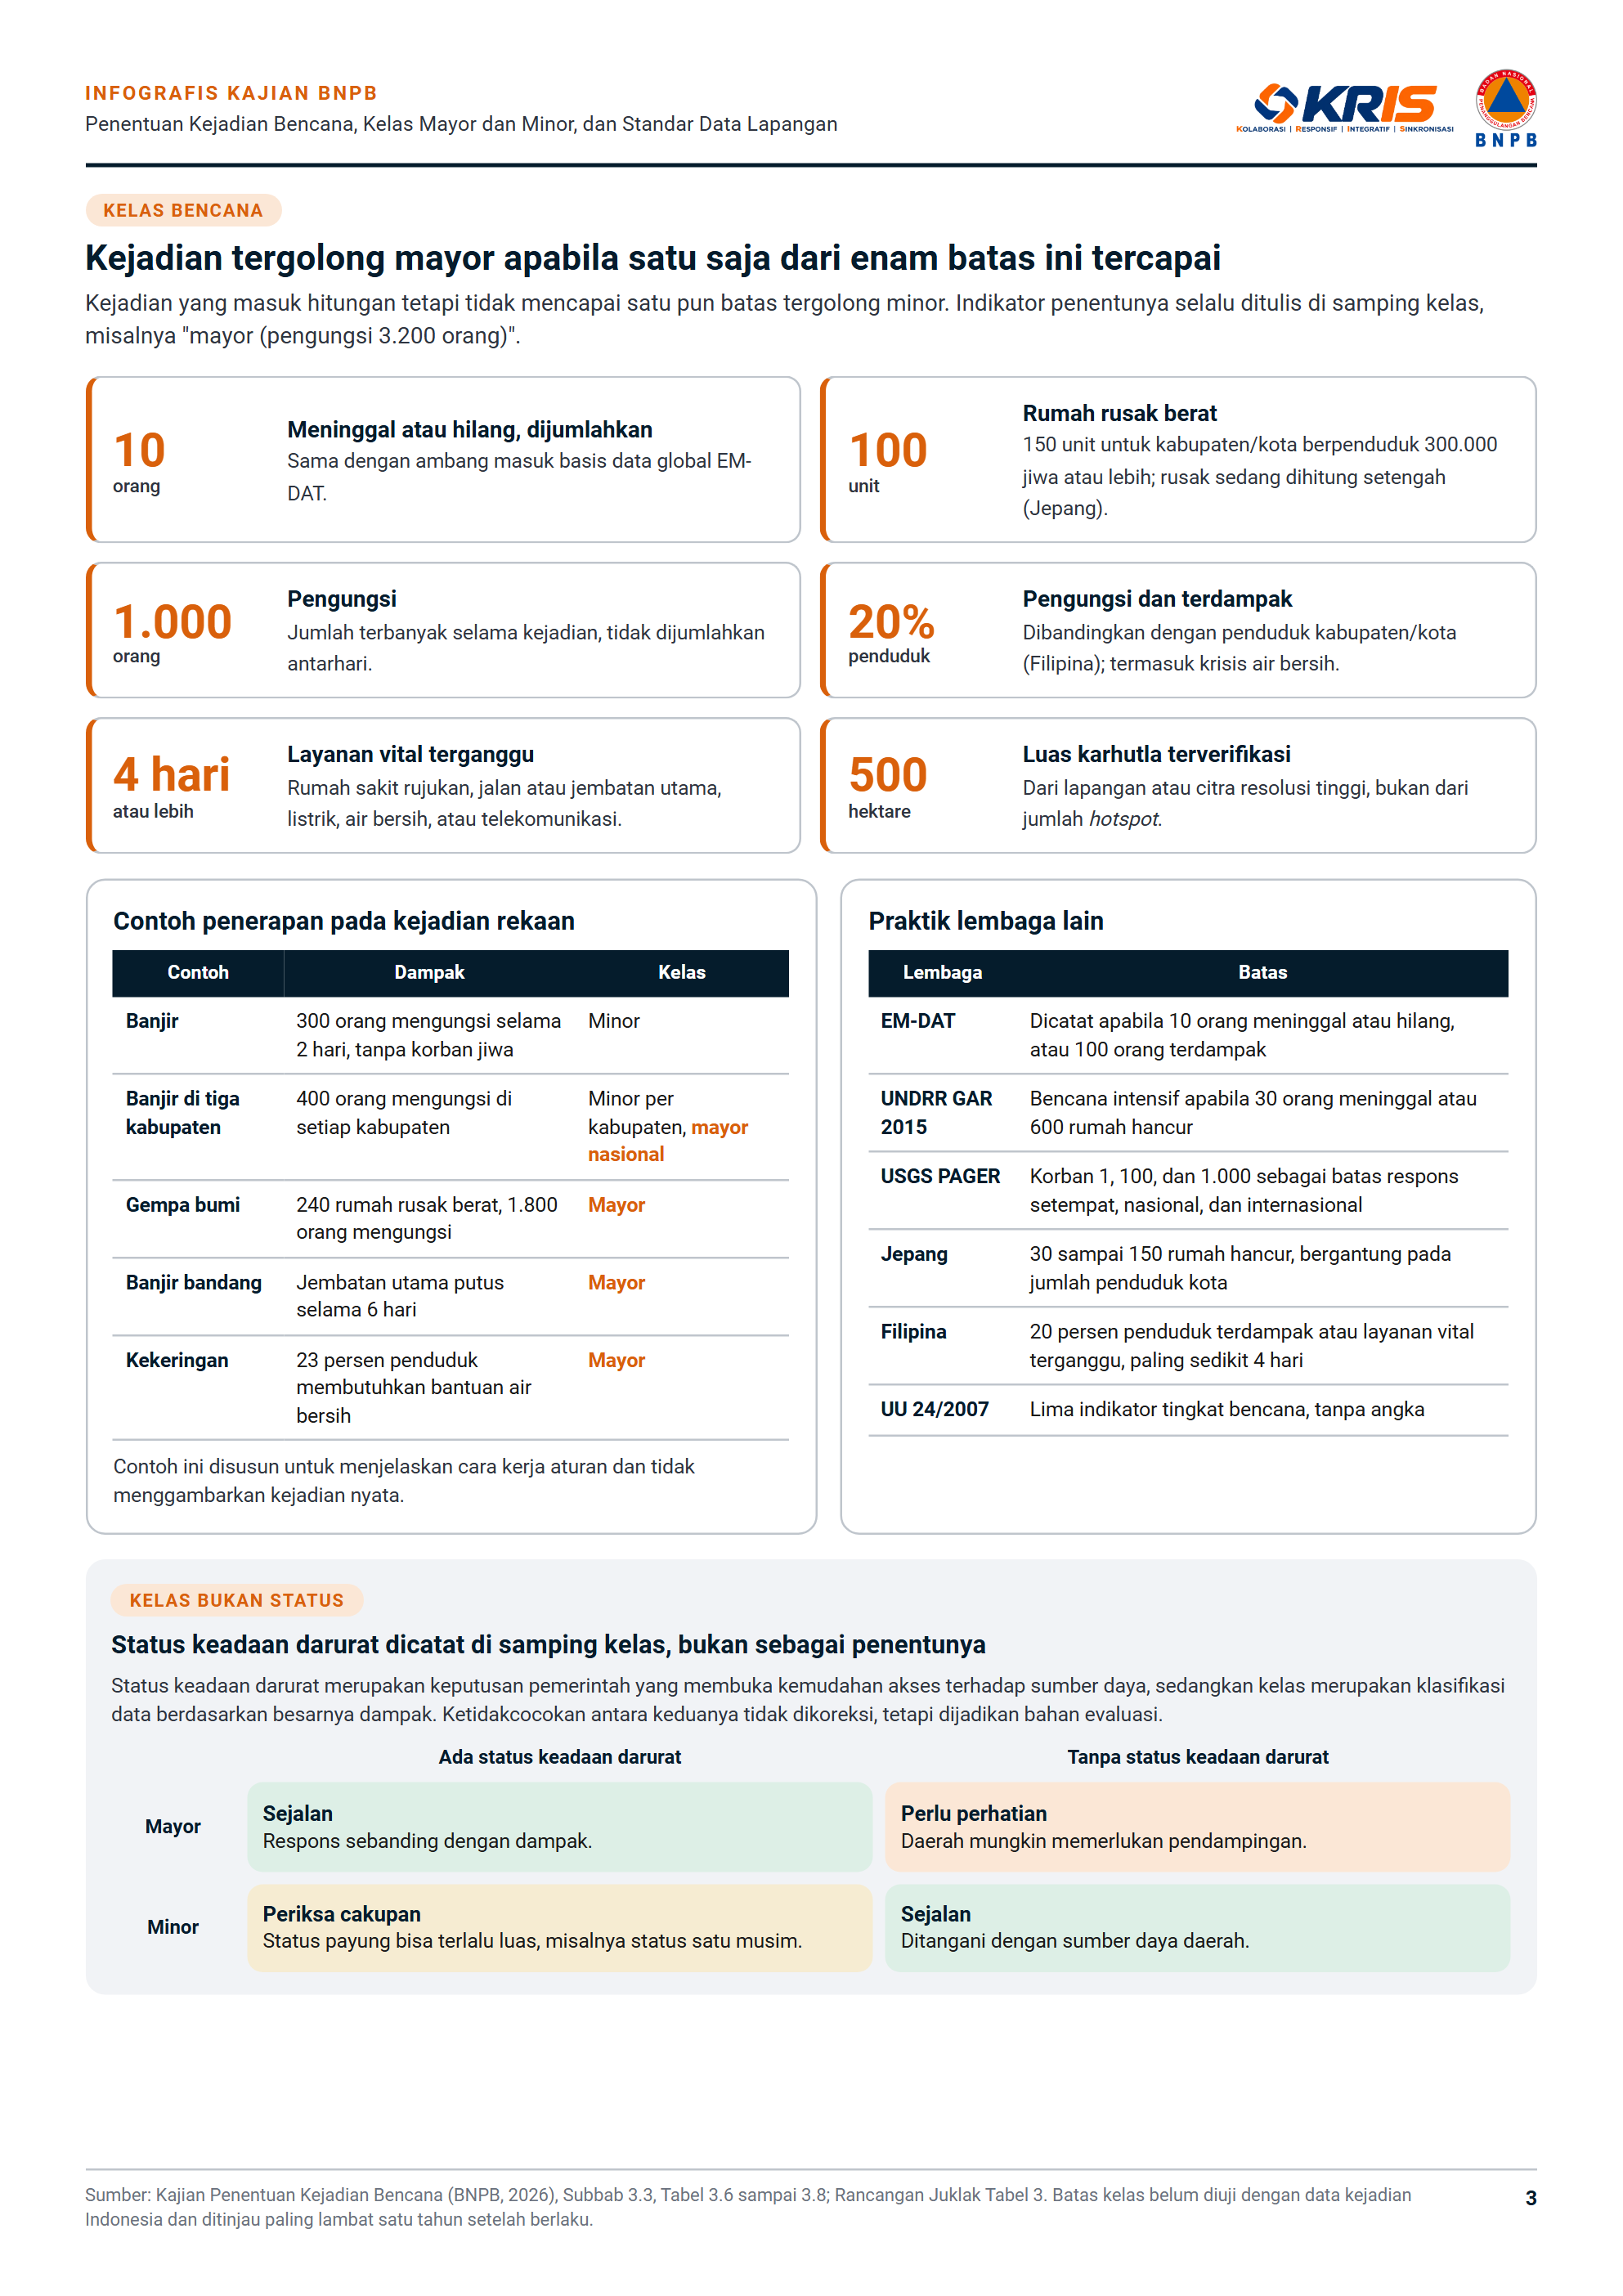 INFOGRAFIS KAJIAN BNPB
Penentuan Kejadian Bencana, Kelas Mayor dan Minor, dan Standar Data Lapangan
KRIS
KOLABORASI | RESPONSIF | INTEGRATIF | SINKRONISASI
BADAN NASIONAL PENANGGULANGAN BENCANA
BNPB
KELAS BENCANA
Kejadian tergolong mayor apabila satu saja dari enam batas ini tercapai
Kejadian yang masuk hitungan tetapi tidak mencapai satu pun batas tergolong minor. Indikator penentunya selalu ditulis di samping kelas,
misalnya "mayor (pengungsi 3.200 orang)".
10
orang
Meninggal atau hilang, dijumlahkan
Sama dengan ambang masuk basis data global EM-
DAT.
100
unit
Rumah rusak berat
150 unit untuk kabupaten/kota berpenduduk 300.000
jiwa atau lebih; rusak sedang dihitung setengah
(Jepang).
1.000
orang
Pengungsi
Jumlah terbanyak selama kejadian, tidak dijumlahkan
antarhari.
20%
penduduk
Pengungsi dan terdampak
Dibandingkan dengan penduduk kabupaten/kota
(Filipina); termasuk krisis air bersih.
4 hari
atau lebih
Layanan vital terganggu
Rumah sakit rujukan, jalan atau jembatan utama,
listrik, air bersih, atau telekomunikasi.
500
hektare
Luas karhutla terverifikasi
Dari lapangan atau citra resolusi tinggi, bukan dari
jumlah hotspot.
Contoh penerapan pada kejadian rekaan
Contoh Dampak Kelas
Banjir
300 orang mengungsi selama
2 hari, tanpa korban jiwa
Minor
Banjir di tiga
kabupaten
400 orang mengungsi di
setiap kabupaten
Minor per
kabupaten, mayor
nasional
Gempa bumi
240 rumah rusak berat, 1.800
orang mengungsi
Mayor
Banjir bandang
Jembatan utama putus
selama 6 hari
Mayor
Kekeringan
23 persen penduduk
membutuhkan bantuan air
bersih
Mayor
Contoh ini disusun untuk menjelaskan cara kerja aturan dan tidak
menggambarkan kejadian nyata.
Praktik lembaga lain
Lembaga Batas
EM-DAT
Dicatat apabila 10 orang meninggal atau hilang,
atau 100 orang terdampak
UNDRR GAR
2015
Bencana intensif apabila 30 orang meninggal atau
600 rumah hancur
USGS PAGER
Korban 1, 100, dan 1.000 sebagai batas respons
setempat, nasional, dan internasional
Jepang
30 sampai 150 rumah hancur, bergantung pada
jumlah penduduk kota
Filipina
20 persen penduduk terdampak atau layanan vital
terganggu, paling sedikit 4 hari
UU 24/2007
Lima indikator tingkat bencana, tanpa angka
KELAS BUKAN STATUS
Status keadaan darurat dicatat di samping kelas, bukan sebagai penentunya
Status keadaan darurat merupakan keputusan pemerintah yang membuka kemudahan akses terhadap sumber daya, sedangkan kelas merupakan klasifikasi
data berdasarkan besarnya dampak. Ketidakcocokan antara keduanya tidak dikoreksi, tetapi dijadikan bahan evaluasi.
Ada status keadaan darurat
Tanpa status keadaan darurat
Mayor
Sejalan
Respons sebanding dengan dampak.
Perlu perhatian
Daerah mungkin memerlukan pendampingan.
Minor
Periksa cakupan
Status payung bisa terlalu luas, misalnya status satu musim.
Sejalan
Ditangani dengan sumber daya daerah.
Sumber: Kajian Penentuan Kejadian Bencana (BNPB, 2026), Subbab 3.3, Tabel 3.6 sampai 3.8; Rancangan Juklak Tabel 3. Batas kelas belum diuji dengan data kejadian
Indonesia dan ditinjau paling lambat satu tahun setelah berlaku.
3